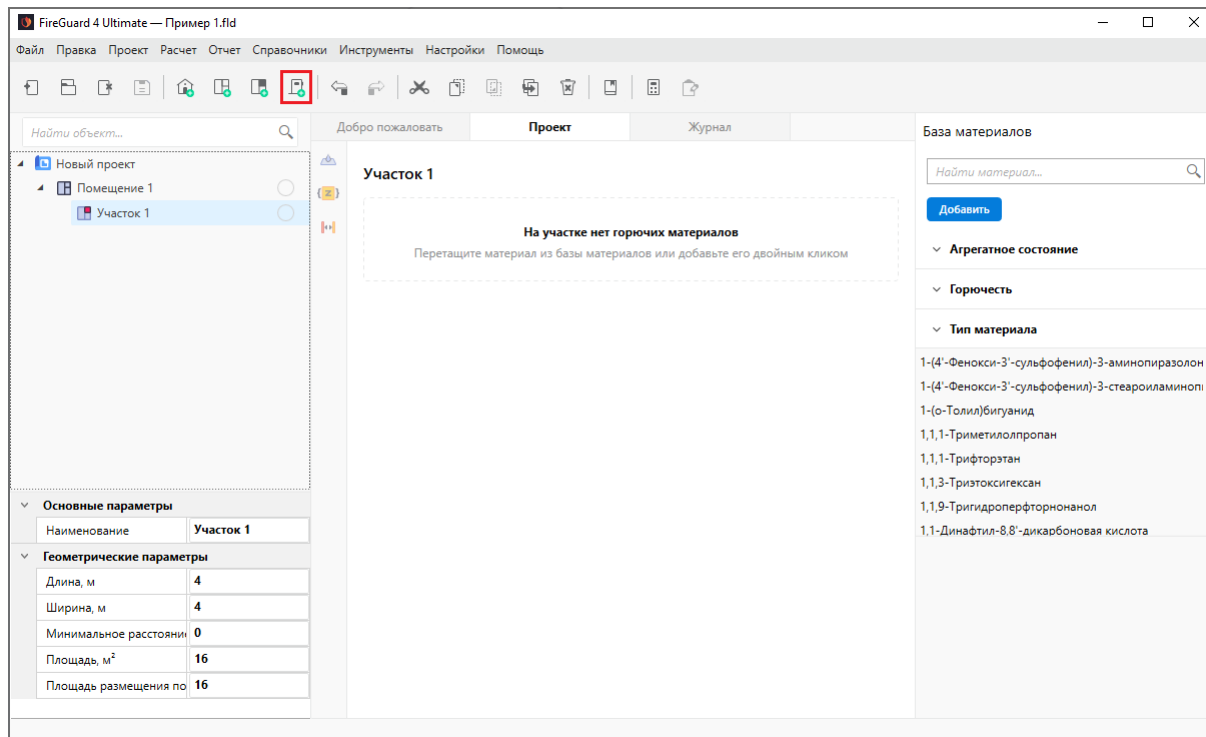 FireGuard 4 Ultimate — Пример 1.fld
Файл Правка Проект Расчет Отчет Справочники Инструменты Настройки Помощь
Найти объект...
Новый проект
Помещение 1
Участок 1
Основные параметры
Наименование Участок 1
Геометрические параметры
Длина, м 4
Ширина, м 4
Минимальное расстояни 0
Площадь, м² 16
Площадь размещения по 16
Добро пожаловать Проект Журнал
Участок 1
На участке нет горючих материалов
Перетащите материал из базы материалов или добавьте его двойным кликом
База материалов
Найти материал...
Добавить
Агрегатное состояние
Горючесть
Тип материала
1-(4'-Фенокси-3'-сульфофенил)-3-аминопиразолон
1-(4'-Фенокси-3'-сульфофенил)-3-стеароиламиноп
1-(о-Толил)бигуанид
1,1,1-Триметилолпропан
1,1,1-Трифторэтан
1,1,3-Триэтоксигексан
1,1,9-Тригидроперфторнонанол
1,1-Динафтил-8,8'-дикарбоновая кислота